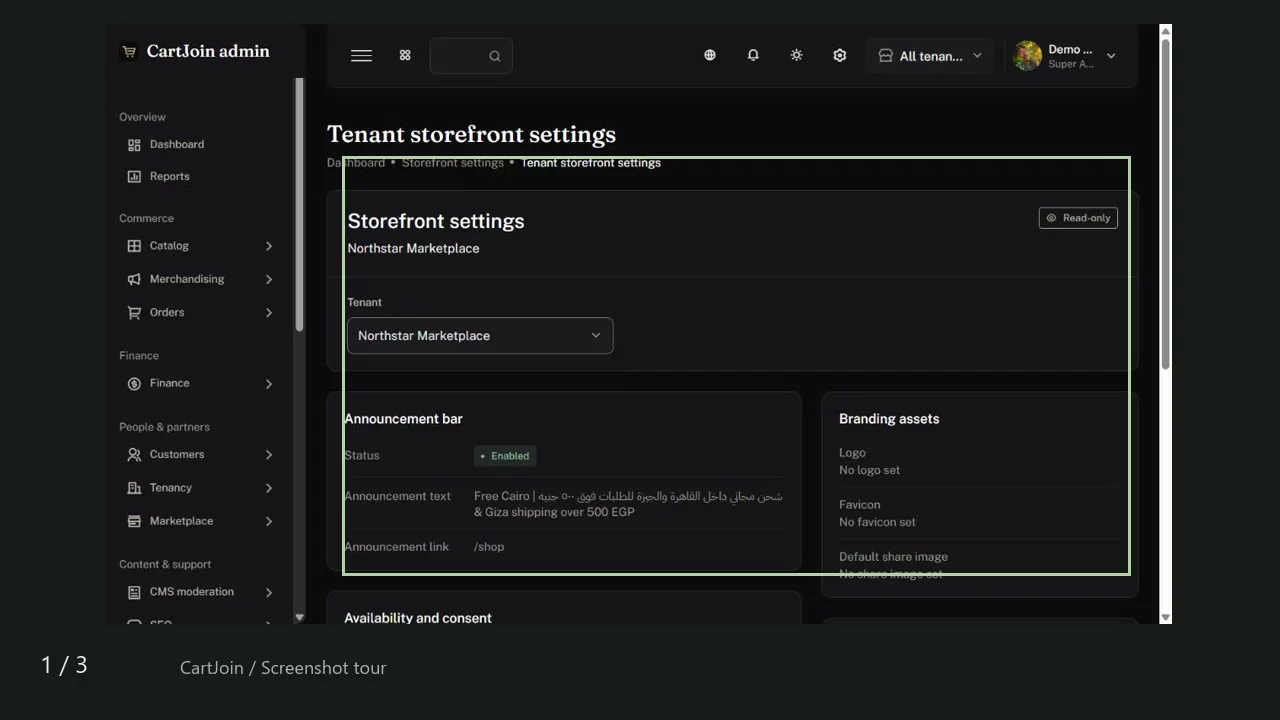 CartJoin admin
All tenan...
Demo ...
Super A...
Overview
Dashboard
Reports
Commerce
Catalog
Merchandising
Orders
Finance
Finance
People & partners
Customers
Tenancy
Marketplace
Content & support
CMS moderation
SEO
Tenant storefront settings
Dashboard • Storefront settings • Tenant storefront settings
Storefront settings
Read-only
Northstar Marketplace
Tenant
Northstar Marketplace
Announcement bar
Status
• Enabled
Announcement text
شحن مجاني داخل القاهرة والجيزة للطلبات فوق ٥٠٠ جنيه | Free Cairo
& Giza shipping over 500 EGP
Announcement link
/shop
Branding assets
Logo
No logo set
Favicon
No favicon set
Default share image
No share image set
Availability and consent
1 / 3
CartJoin / Screenshot tour